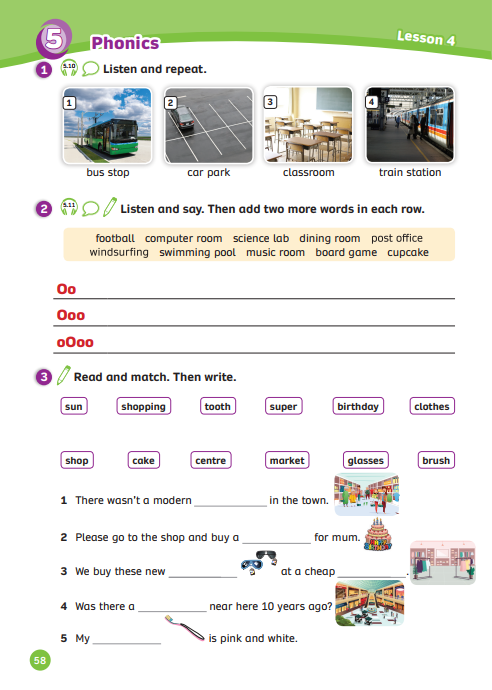 5 Phonics Lesson 4
1 5.10 Listen and repeat.
1 2 3 4
bus stop car park classroom train station
2 5.11 Listen and say. Then add two more words in each row.
football computer room science lab dining room post office
windsurfing swimming pool music room board game cupcake
Oo
Ooo
oOoo
3 Read and match. Then write.
sun shopping tooth super birthday clothes
shop cake centre market glasses brush
1 There wasn't a modern ____________ in the town.
2 Please go to the shop and buy a ____________ for mum.
3 We buy these new ____________ at a cheap ____________ .
4 Was there a ____________ near here 10 years ago?
5 My ____________ is pink and white.
58